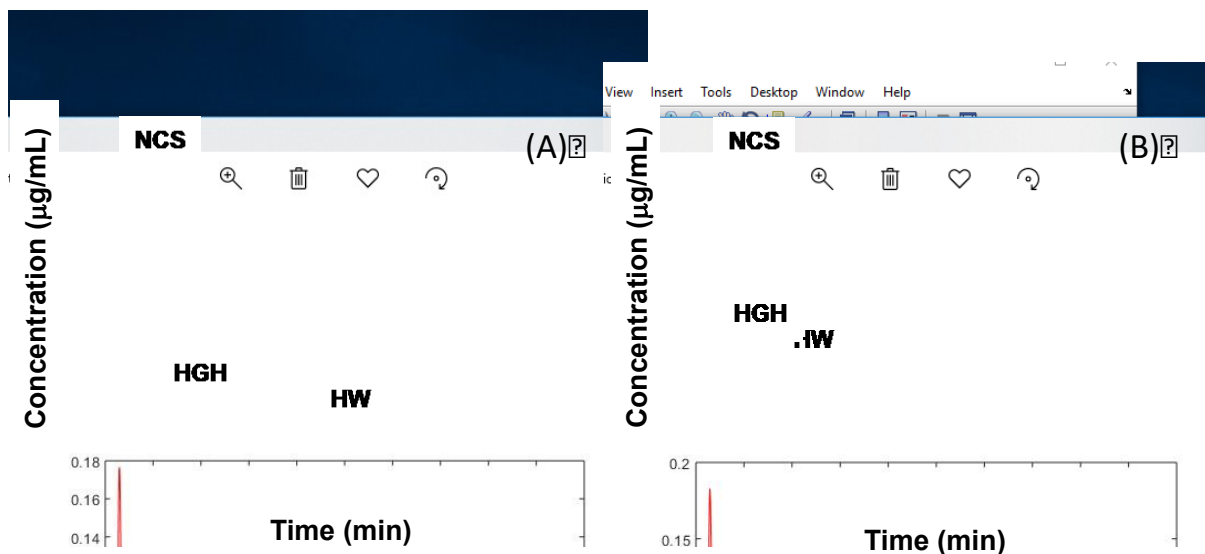 View Insert Tools Desktop Window Help
NCS
(A)
NCS
(B)
Concentration (µg/mL)
Concentration (µg/mL)
HGH
HW
HGH
HW
0.18
0.16
0.14
Time (min)
0.2
0.15
Time (min)